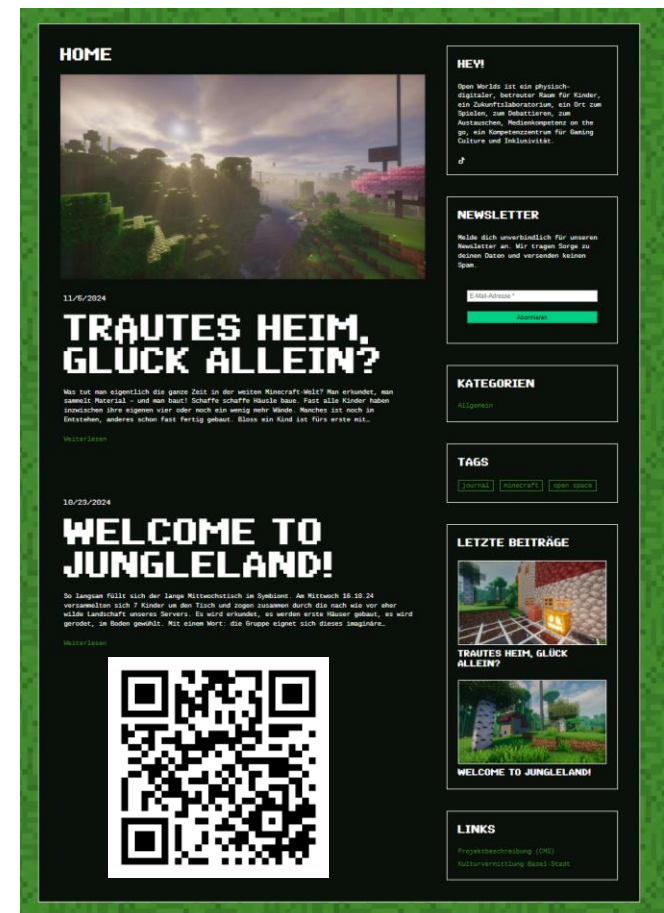 HOME
11/6/2024
TRAUTES HEIM,
GLÜCK ALLEIN?
Was tut man eigentlich die ganze Zeit in der weiten Minecraft-Welt? Man erkundet, man
sammelt Material – und man baut! Schaffe schaffe Häusle baue. Fast alle Kinder haben
inzwischen ihre eigenen vier oder noch ein wenig mehr Wände. Manches ist noch in
Entstehen, anderes schon fast fertig gebaut. Bloss ein Kind ist fürs erste mit…
Weiterlesen
10/23/2024
WELCOME TO
JUNGLELAND!
So langsam füllt sich der lange Mittwochstisch im Symbiont. Am Mittwoch 16.10.24
versammelten sich 7 Kinder um den Tisch und zogen zusammen durch die nach wie vor eher
wilde Landschaft unseres Servers. Es wird erkundet, es werden erste Häuser gebaut, es wird
gerodet, im Boden gewühlt. Mit einem Wort: die Gruppe eignet sich dieses imaginäre…
Weiterlesen
HEY!
Open Worlds ist ein physisch-
digitaler, betreuter Raum für Kinder,
ein Zukunftslaboratorium, ein Ort zum
Spielen, zum Debattieren, zum
Austauschen, Medienkompetenz on the
go, ein Kompetenzzentrum für Gaming
Culture und Inklusivität.
NEWSLETTER
Melde dich unverbindlich für unseren
Newsletter an. Wir tragen Sorge zu
deinen Daten und versenden keinen
Spam.
E-Mail-Adresse *
Abonniere!
KATEGORIEN
Allgemein
TAGS
journal minecraft open space
LETZTE BEITRÄGE
TRAUTES HEIM, GLÜCK
ALLEIN?
WELCOME TO JUNGLELAND!
LINKS
Projektbeschreibung (CMS)
Kulturvermittlung Basel-Stadt